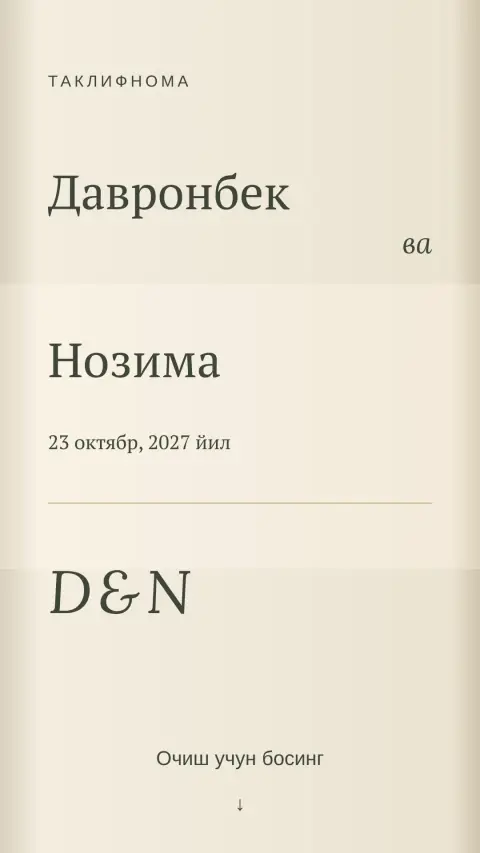 ТАКЛИФНОМА
Давронбек
ва
Нозима
23 октябр, 2027 йил
D&N
Очиш учун босинг
↓